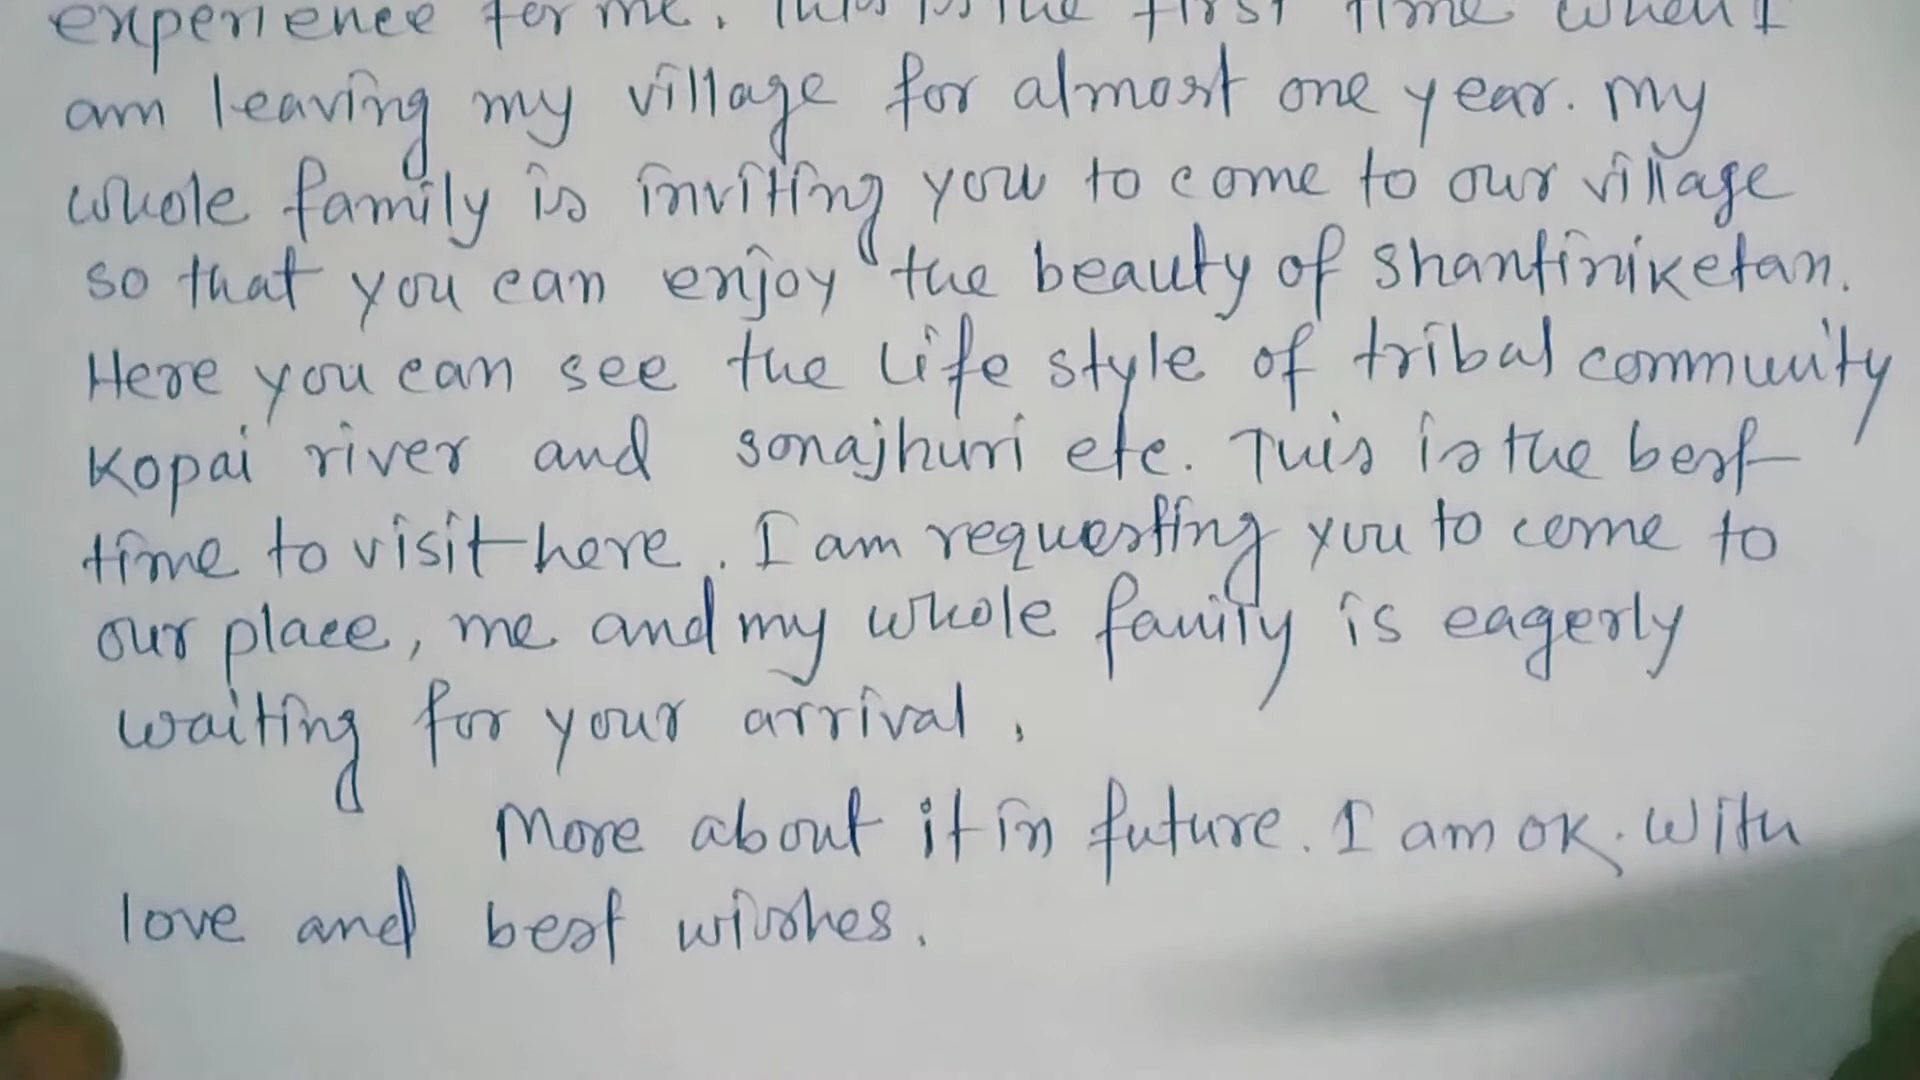 experience for me. This is the first time when I
am leaving my village for almost one year. My
whole family is inviting you to come to our village
so that you can enjoy the beauty of Shantiniketan.
Here you can see the life style of tribal community
Kopai river and sonajhuri etc. This is the best
time to visit here. I am requesting you to come to
our place, me and my whole family is eagerly
waiting for your arrival.
More about it in future. I am ok. With
love and best wishes.